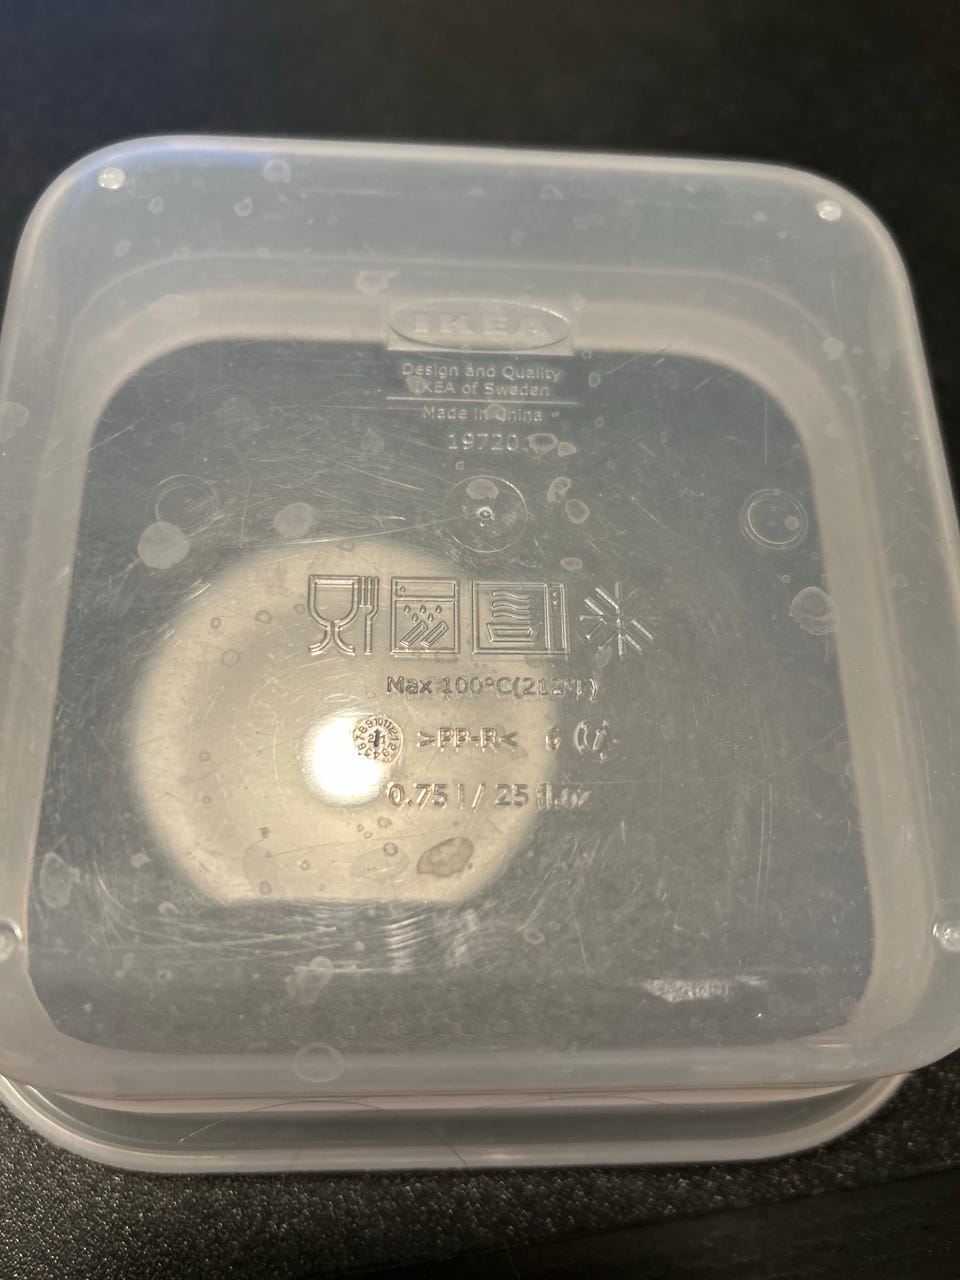 IKEA
Design and Quality
IKEA of Sweden
Made in China
19720
Max 100°C(212°F)
>PP-R< 6
0.75 l / 25 fl.oz